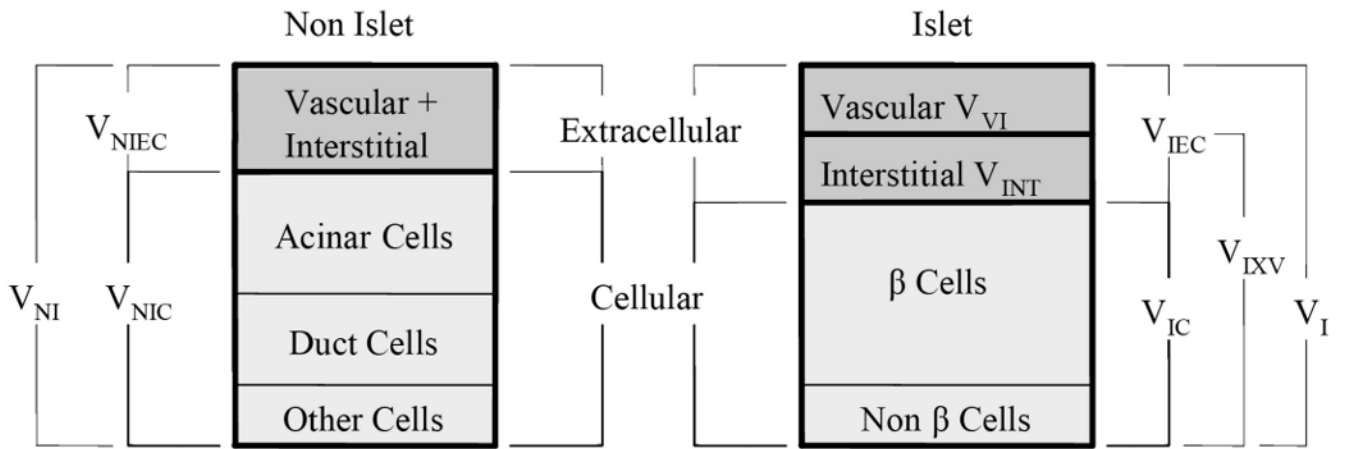 Non Islet
Islet
Vascular +
Interstitial
Acinar Cells
Duct Cells
Other Cells
V_NIEC
V_NI
V_NIC
Extracellular
Cellular
Vascular V_VI
Interstitial V_INT
β Cells
Non β Cells
V_IEC
V_IXV
V_IC
V_I